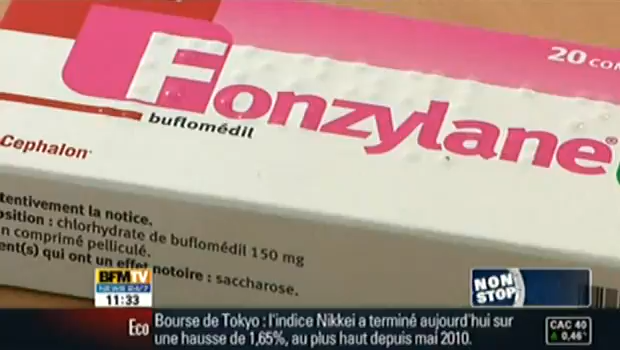 20 COM
Fonzylane®
buflomédil
Cephalon
tentivement la notice.
osition : chlorhydrate de buflomédil 150 mg
n comprimé pelliculé.
ent(s) qui ont un effet notoire : saccharose.
BFMTV
NEWS 24/7
11:33
NON
STOP
Eco
Bourse de Tokyo : l'indice Nikkei a terminé aujourd'hui sur
une hausse de 1,65%, au plus haut depuis mai 2010.
CAC 40
0,46%